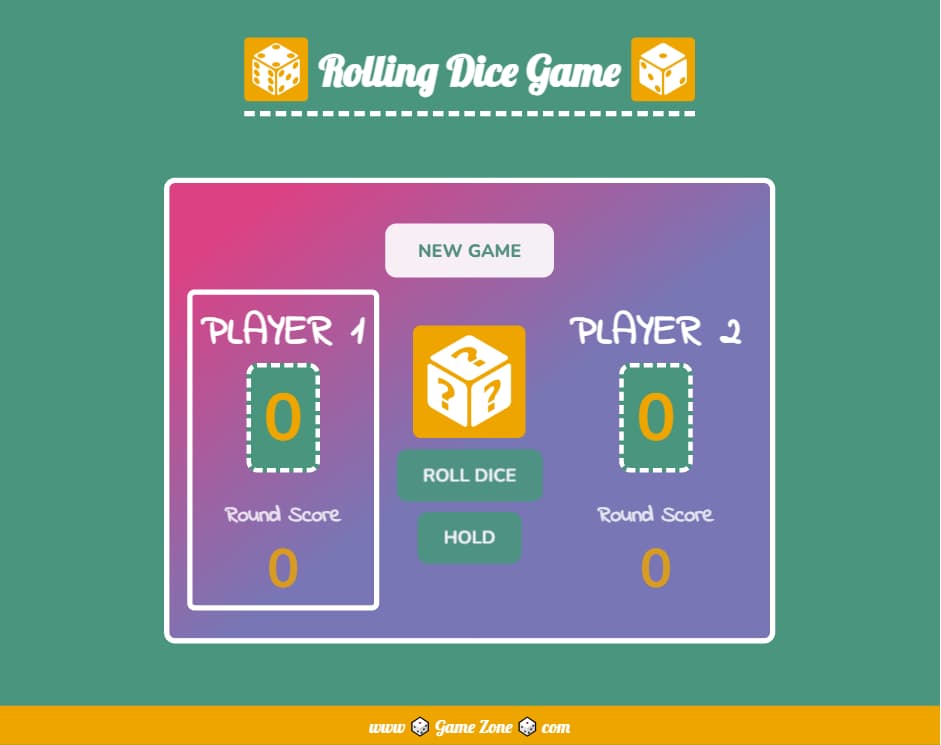 Rolling Dice Game
NEW GAME
PLAYER 1
0
Round Score
0
? ? ?
ROLL DICE
HOLD
PLAYER 2
0
Round Score
0
www Game Zone com